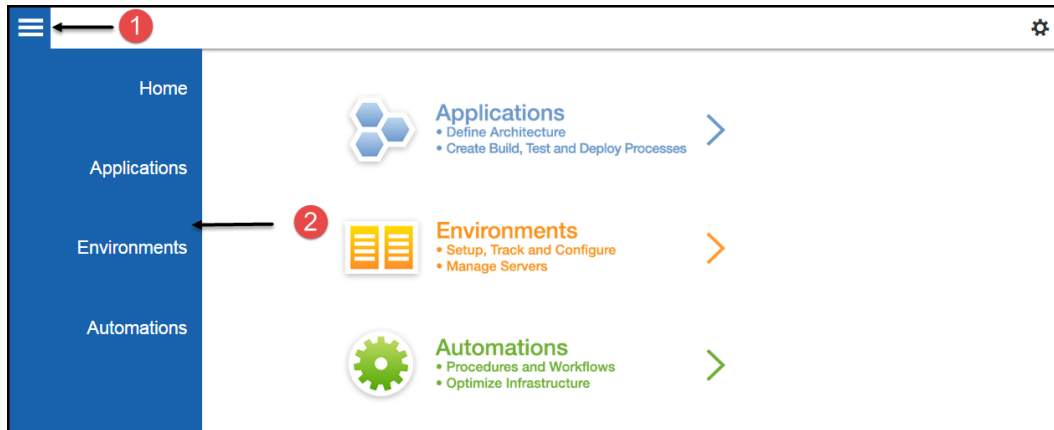 1
Home
Applications
Environments
Automations
2
Applications
• Define Architecture
• Create Build, Test and Deploy Processes
Environments
• Setup, Track and Configure
• Manage Servers
Automations
• Procedures and Workflows
• Optimize Infrastructure